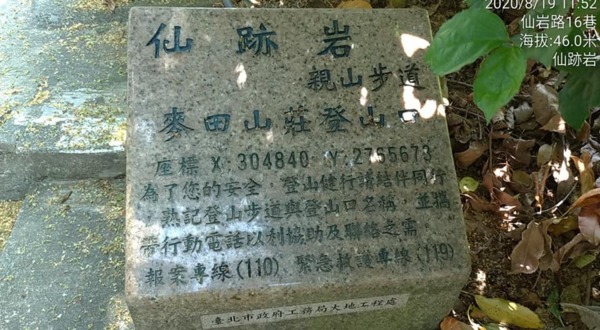 2020/8/19 11:52
仙岩路16巷
海拔:46.0米
仙跡岩
仙跡岩
親山步道
麥田山莊登山口
座標 X:304840 Y:2765673
為了您的安全,登山健行請結伴同行
熟記登山步道與登山口名稱,並攜
帶行動電話以利協助及聯絡之需
報案專線(110)、緊急救護專線(119)
臺北市政府工務局大地工程處